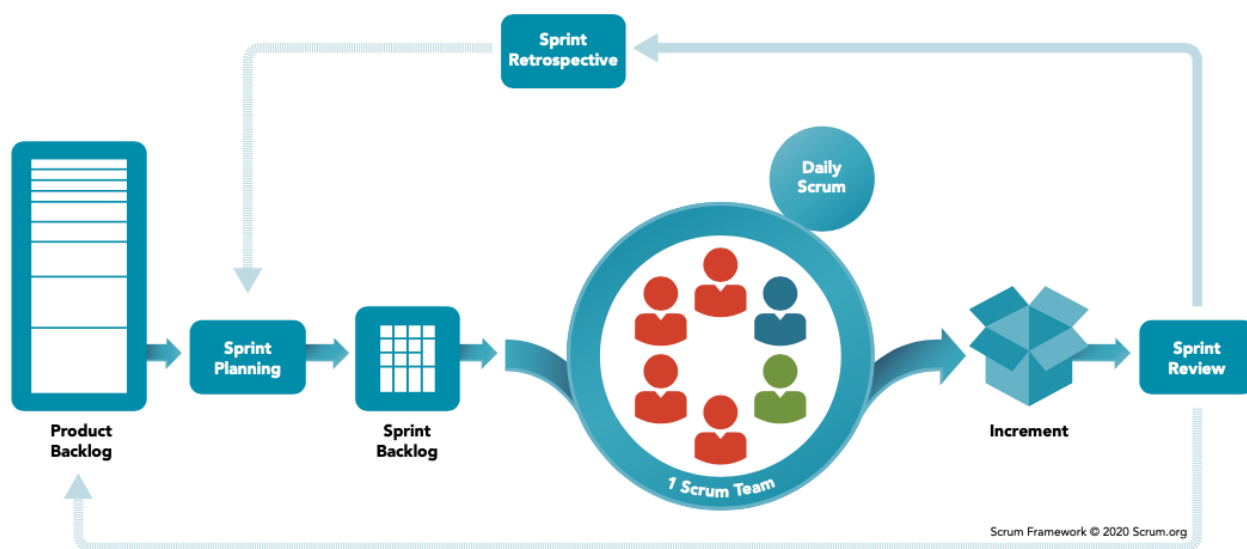 Sprint
Retrospective
Daily
Scrum
Sprint
Planning
Sprint
Review
Product
Backlog
Sprint
Backlog
1 Scrum Team
Increment
Scrum Framework © 2020 Scrum.org